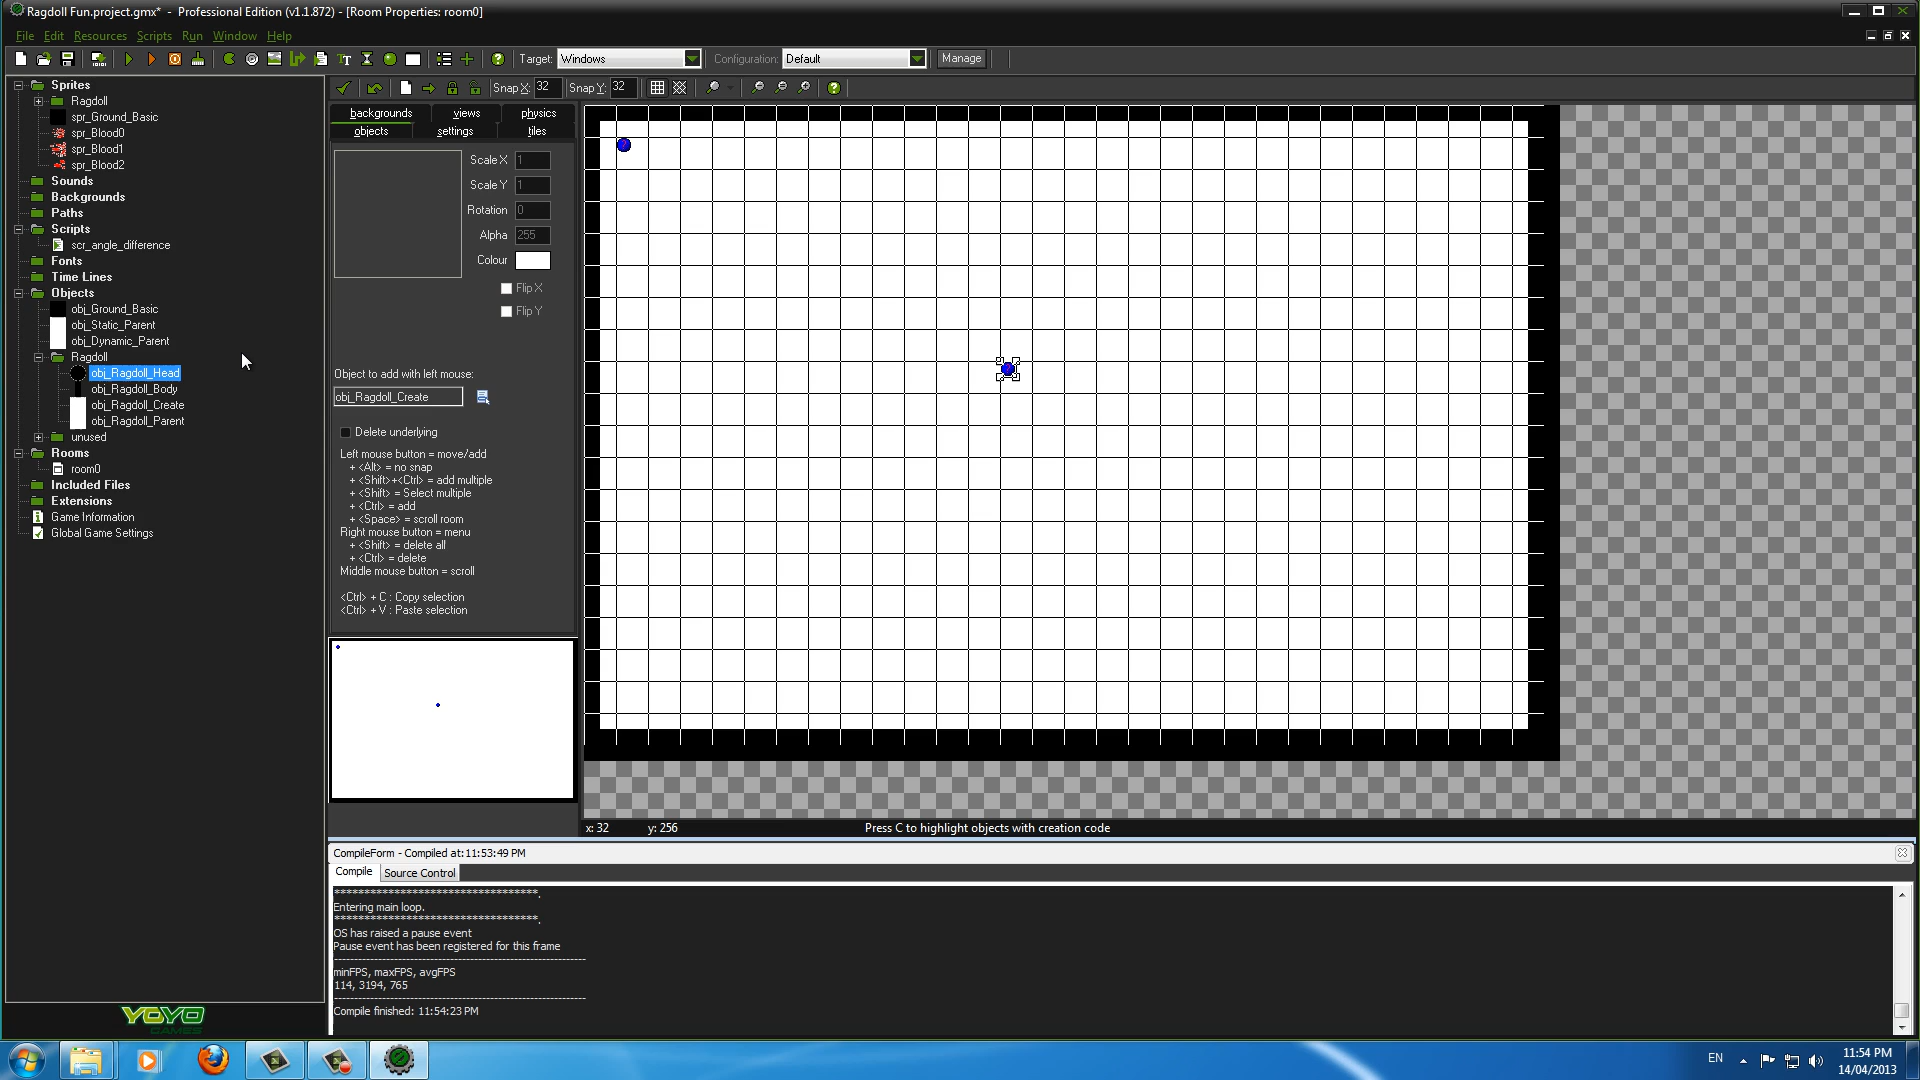 Ragdoll Fun.project.gmx* - Professional Edition (v1.1.872) - [Room Properties: room0]
File Edit Resources Scripts Run Window Help
Target: Windows Configuration: Default Manage
Sprites
Ragdoll
spr_Ground_Basic
spr_Blood0
spr_Blood1
spr_Blood2
Sounds
Backgrounds
Paths
Scripts
scr_angle_difference
Fonts
Time Lines
Objects
obj_Ground_Basic
obj_Static_Parent
obj_Dynamic_Parent
Ragdoll
obj_Ragdoll_Head
obj_Ragdoll_Body
obj_Ragdoll_Create
obj_Ragdoll_Parent
unused
Rooms
room0
Included Files
Extensions
Game Information
Global Game Settings
YOYO
GAMES
Snap X: 32 Snap Y: 32
backgrounds views physics
objects settings tiles
Scale X 1
Scale Y 1
Rotation 0
Alpha 255
Colour
Flip X
Flip Y
Object to add with left mouse:
obj_Ragdoll_Create
Delete underlying
Left mouse button = move/add
+ <Alt> = no snap
+ <Shift>+<Ctrl> = add multiple
+ <Shift> = Select multiple
+ <Ctrl> = add
+ <Space> = scroll room
Right mouse button = menu
+ <Shift> = delete all
+ <Ctrl> = delete
Middle mouse button = scroll
<Ctrl> + C : Copy selection
<Ctrl> + V : Paste selection
x: 32 y: 256 Press C to highlight objects with creation code
CompileForm - Compiled at:11:53:49 PM
Compile Source Control
***********************************.
Entering main loop.
***********************************.
OS has raised a pause event
Pause event has been registered for this frame
---------------------------------------------------------------
minFPS, maxFPS, avgFPS
114, 3194, 765
---------------------------------------------------------------
Compile finished: 11:54:23 PM
EN 11:54 PM
14/04/2013